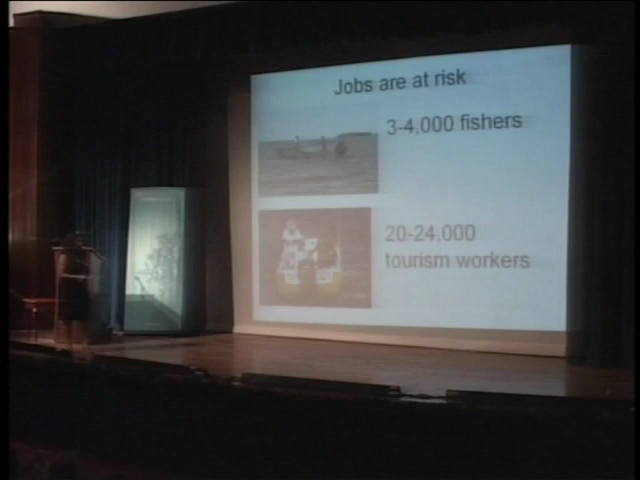 Jobs are at risk
3-4,000 fishers
20-24,000
tourism workers